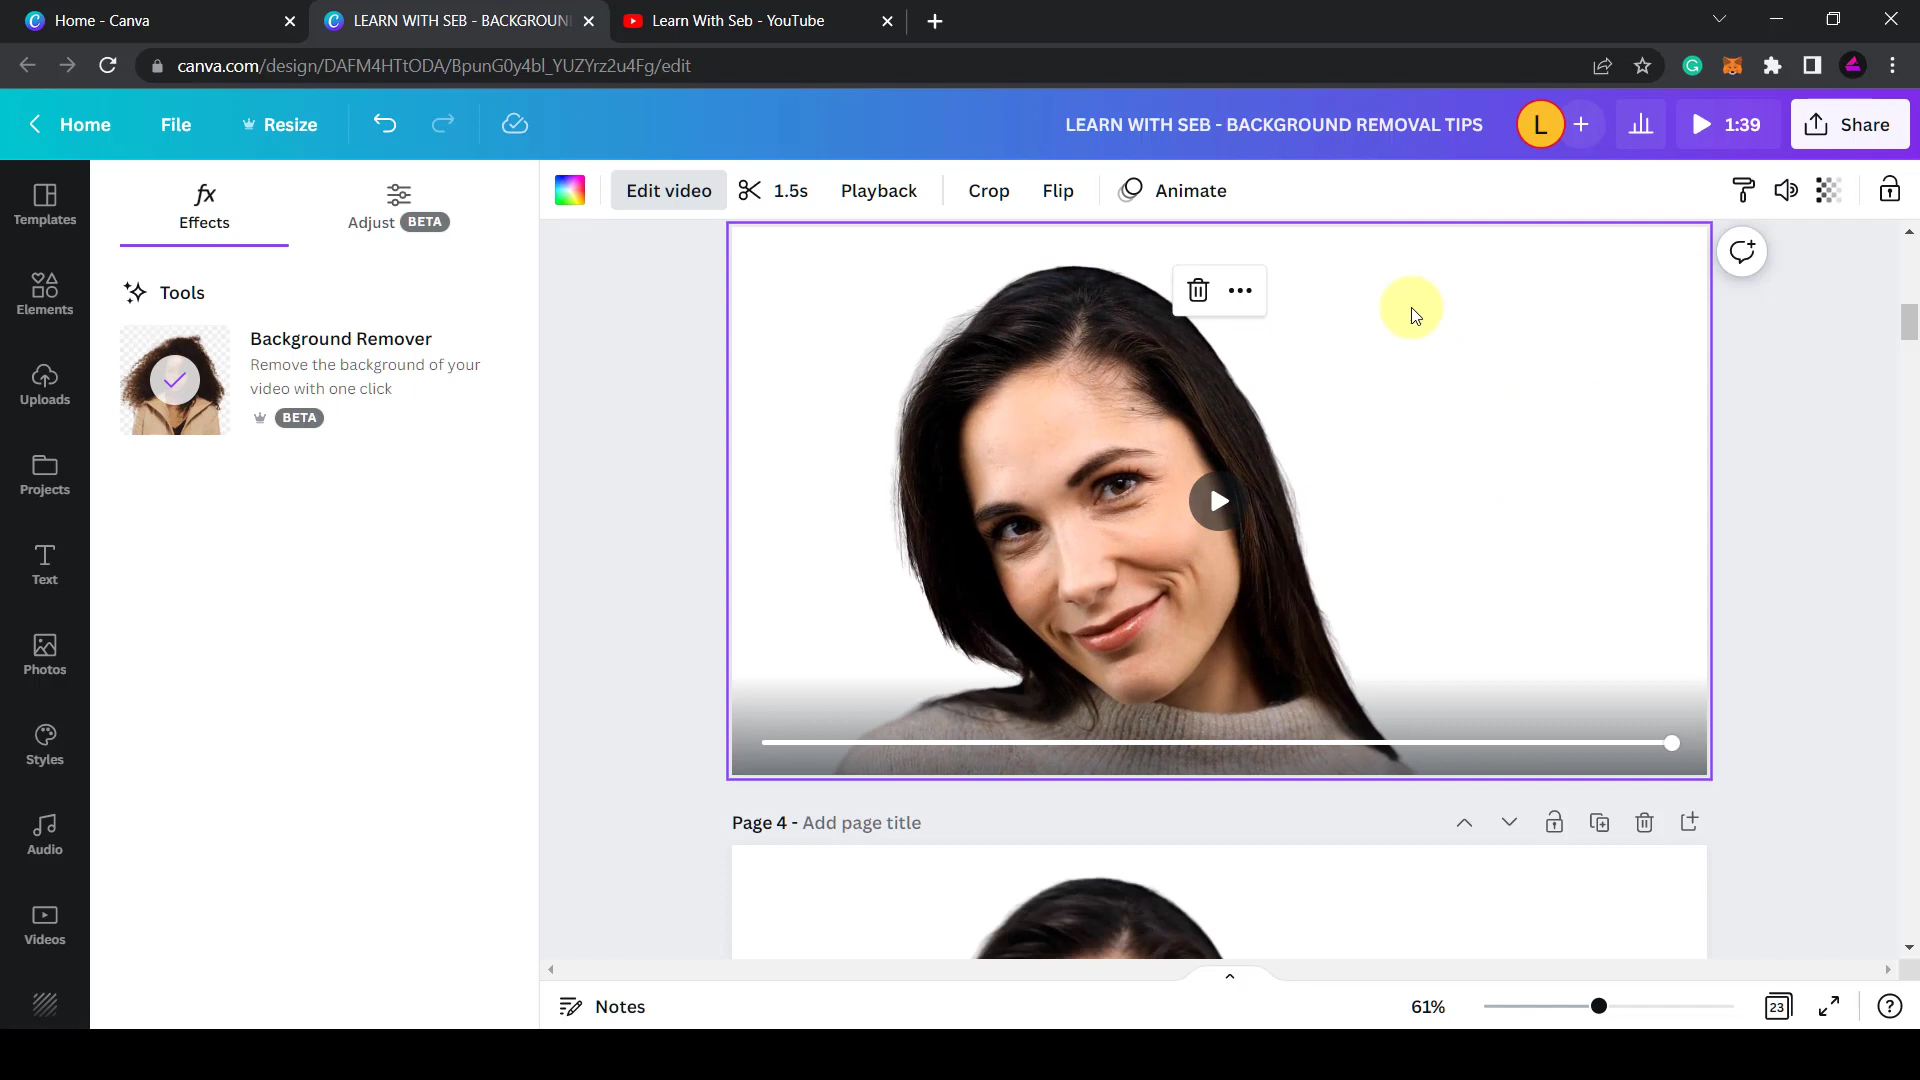 Home - Canva
LEARN WITH SEB - BACKGROUN
Learn With Seb - YouTube
canva.com/design/DAFM4HTtODA/BpunG0y4bl_YUZYrz2u4Fg/edit
Home
File
Resize
LEARN WITH SEB - BACKGROUND REMOVAL TIPS
L
1:39
Share
Templates
Elements
Uploads
Projects
Text
Photos
Styles
Audio
Videos
fx
Effects
Adjust BETA
Tools
Background Remover
Remove the background of your
video with one click
BETA
Edit video
1.5s
Playback
Crop
Flip
Animate
Page 4 - Add page title
Notes
61%
23